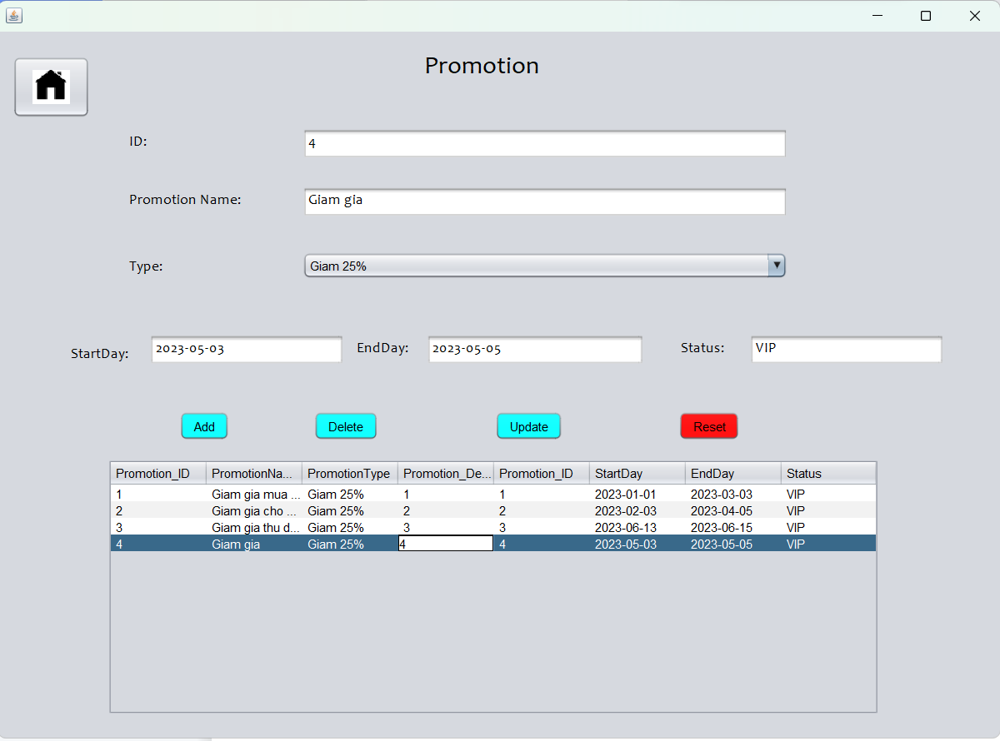 Promotion
ID: 4
Promotion Name: Giam gia
Type: Giam 25%
StartDay: 2023-05-03 EndDay: 2023-05-05 Status: VIP
Add Delete Update Reset
Promotion_ID PromotionNa... PromotionType Promotion_De... Promotion_ID StartDay EndDay Status
1 Giam gia mua ... Giam 25% 1 1 2023-01-01 2023-03-03 VIP
2 Giam gia cho ... Giam 25% 2 2 2023-02-03 2023-04-05 VIP
3 Giam gia thu d... Giam 25% 3 3 2023-06-13 2023-06-15 VIP
4 Giam gia Giam 25% 4 4 2023-05-03 2023-05-05 VIP